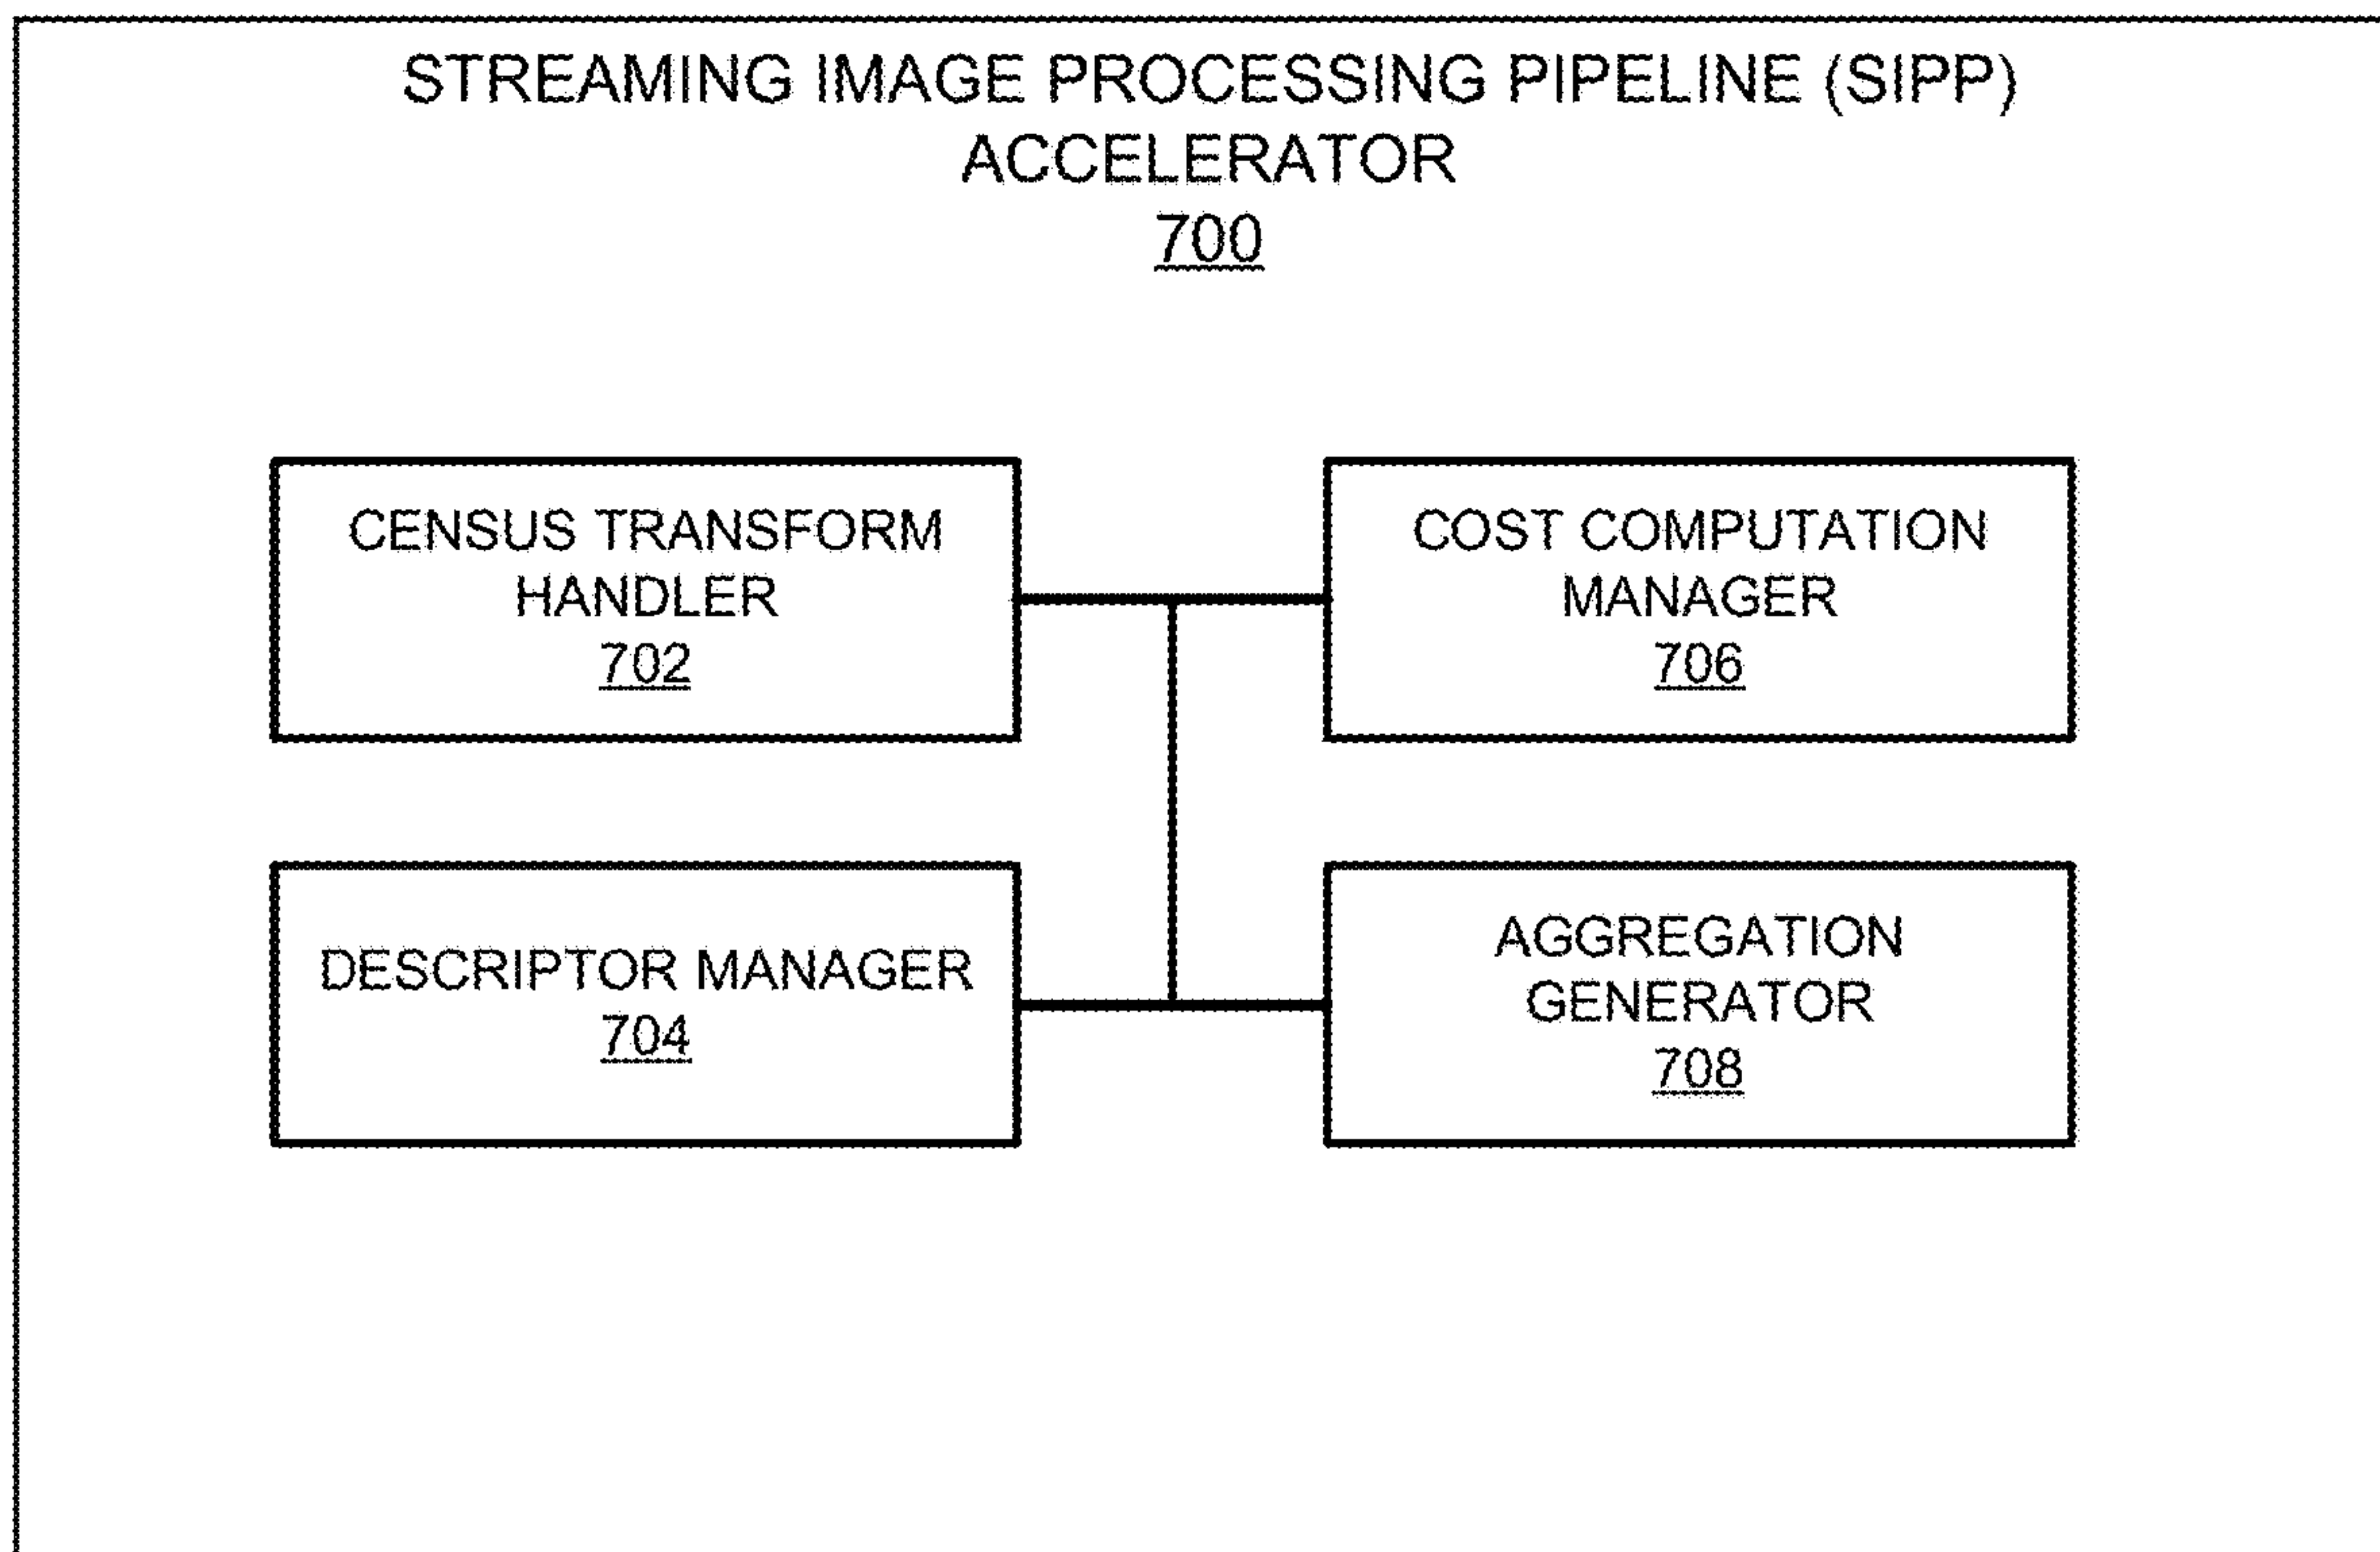 STREAMING IMAGE PROCESSING PIPELINE (SIPP)
ACCELERATOR
700
CENSUS TRANSFORM
HANDLER
702
COST COMPUTATION
MANAGER
706
DESCRIPTOR MANAGER
704
AGGREGATION
GENERATOR
708